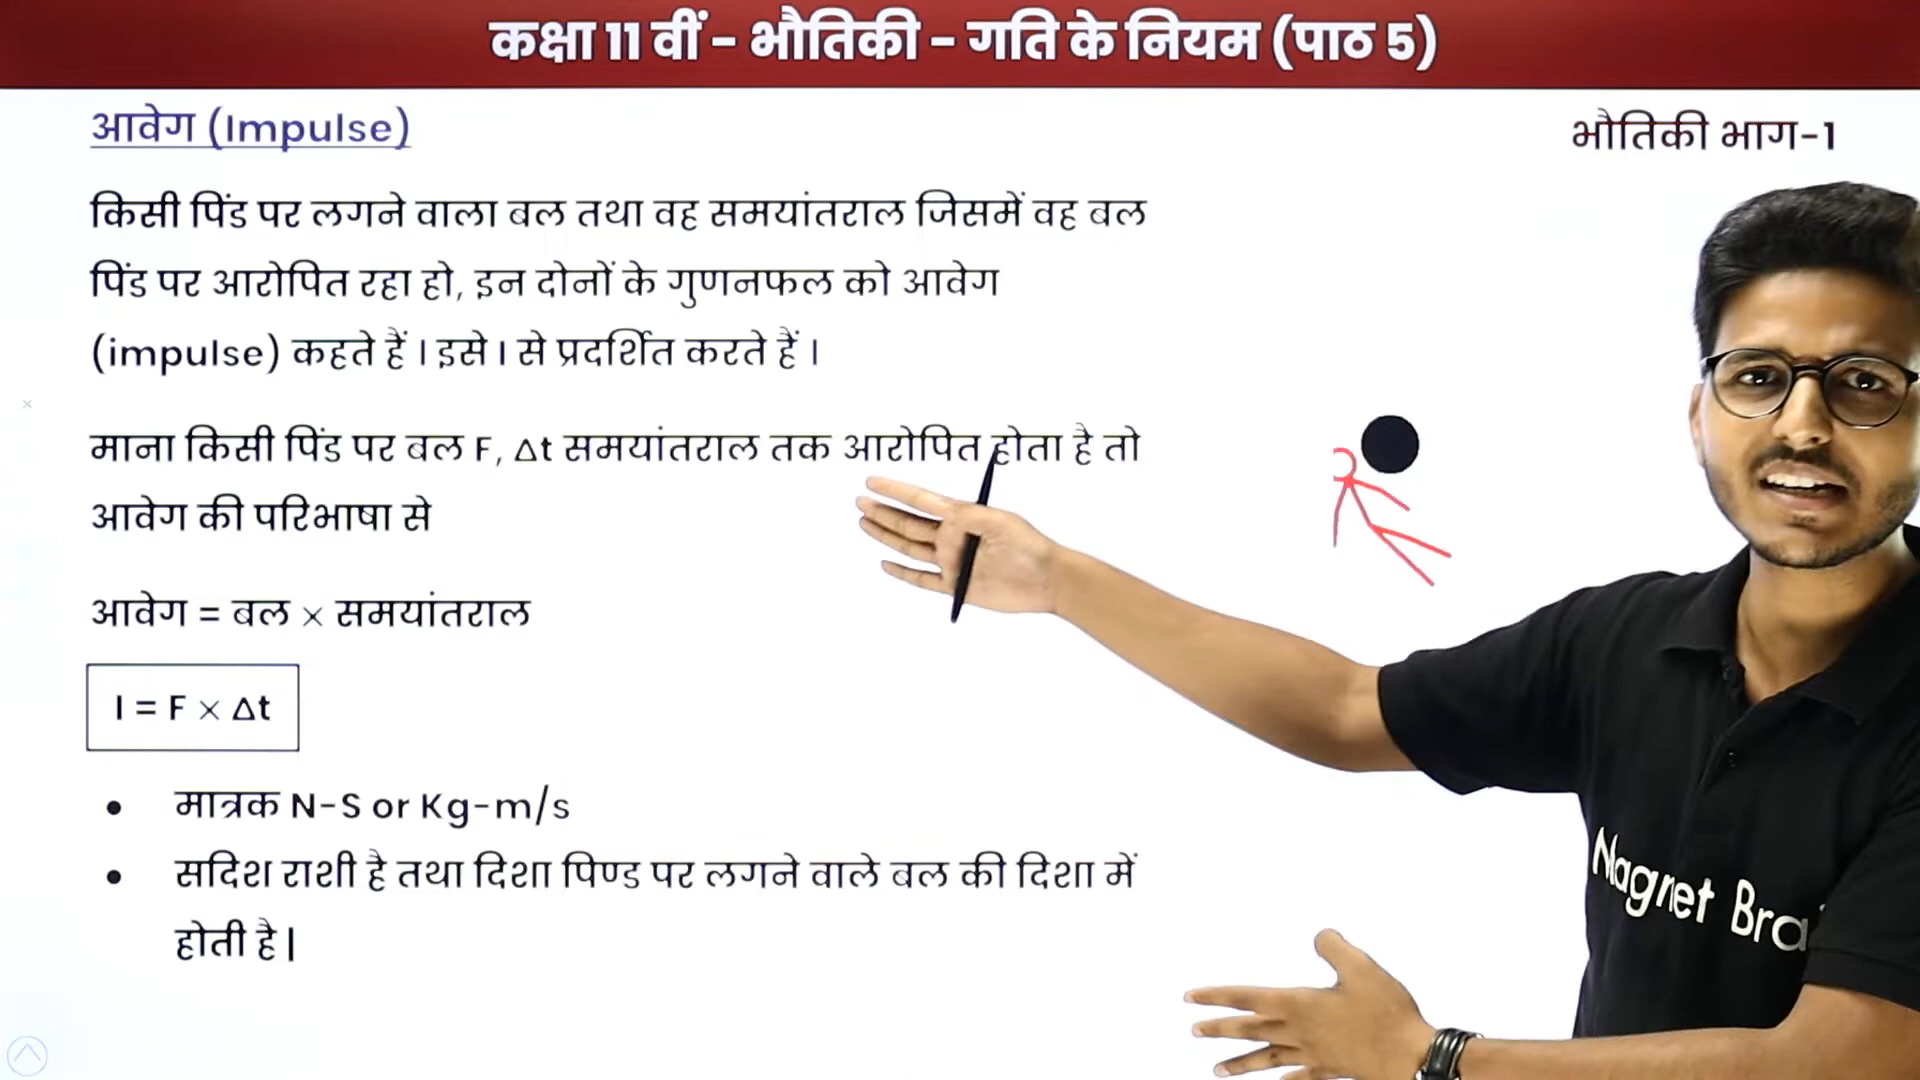 कक्षा 11 वीं - भौतिकी - गति के नियम (पाठ 5)
आवेग (Impulse)
भौतिकी भाग-1
किसी पिंड पर लगने वाला बल तथा वह समयांतराल जिसमें वह बल
पिंड पर आरोपित रहा हो, इन दोनों के गुणनफल को आवेग
(impulse) कहते हैं । इसे I से प्रदर्शित करते हैं ।
माना किसी पिंड पर बल F, Δt समयांतराल तक आरोपित होता है तो
आवेग की परिभाषा से
आवेग = बल × समयांतराल
I = F × Δt
• मात्रक N-S or Kg-m/s
• सदिश राशी है तथा दिशा पिण्ड पर लगने वाले बल की दिशा में
होती है |
Magnet Bra